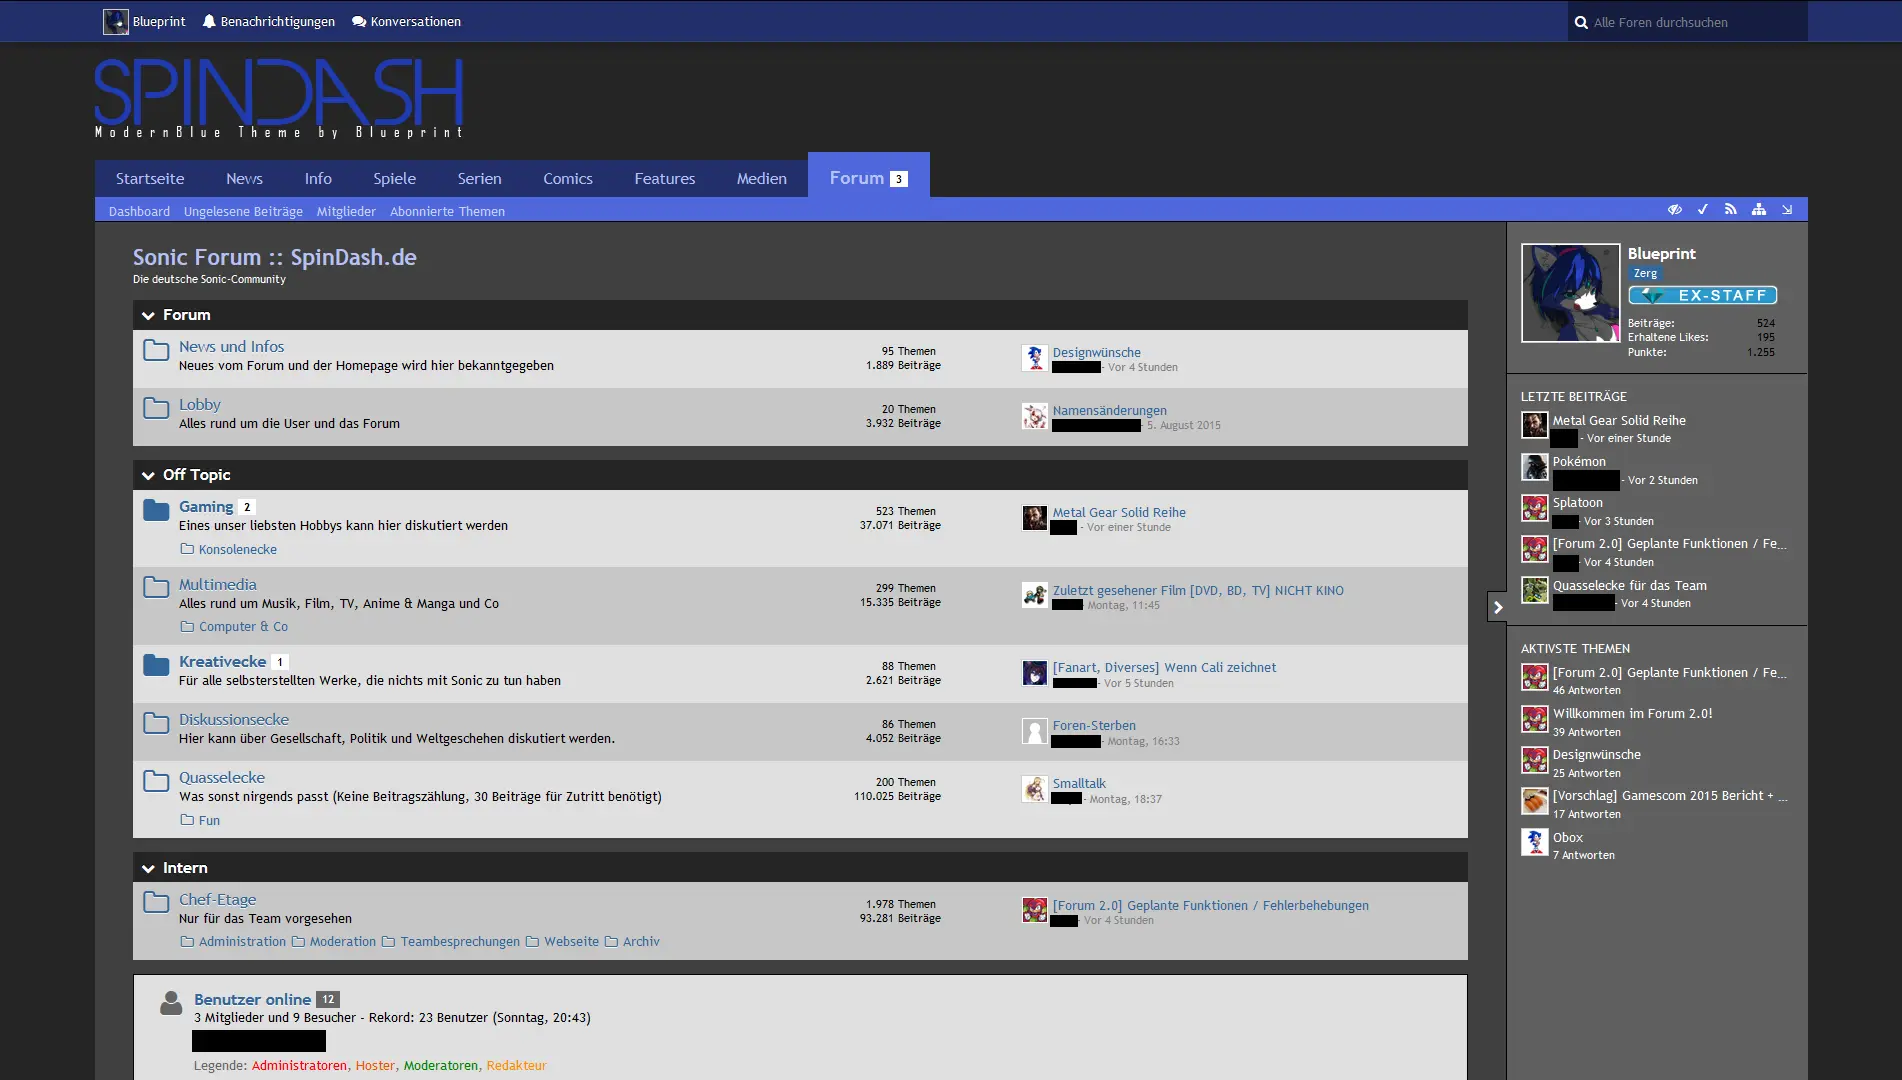 Blueprint Benachrichtigungen Konversationen Alle Foren durchsuchen
SPINDASH
ModernBlue Theme by Blueprint
Startseite News Info Spiele Serien Comics Features Medien Forum 3
Dashboard Ungelesene Beiträge Mitglieder Abonnierte Themen
Sonic Forum :: SpinDash.de
Die deutsche Sonic-Community
Forum
News und Infos
Neues vom Forum und der Homepage wird hier bekanntgegeben
95 Themen
1.889 Beiträge
Designwünsche
- Vor 4 Stunden
Lobby
Alles rund um die User und das Forum
20 Themen
3.932 Beiträge
Namensänderungen
- 5. August 2015
Off Topic
Gaming 2
Eines unser liebsten Hobbys kann hier diskutiert werden
Konsolenecke
523 Themen
37.071 Beiträge
Metal Gear Solid Reihe
- Vor einer Stunde
Multimedia
Alles rund um Musik, Film, TV, Anime & Manga und Co
Computer & Co
299 Themen
15.335 Beiträge
Zuletzt gesehener Film [DVD, BD, TV] NICHT KINO
- Montag, 11:45
Kreativecke 1
Für alle selbsterstellten Werke, die nichts mit Sonic zu tun haben
88 Themen
2.621 Beiträge
[Fanart, Diverses] Wenn Cali zeichnet
- Vor 5 Stunden
Diskussionsecke
Hier kann über Gesellschaft, Politik und Weltgeschehen diskutiert werden.
86 Themen
4.052 Beiträge
Foren-Sterben
- Montag, 16:33
Quasselecke
Was sonst nirgends passt (Keine Beitragszählung, 30 Beiträge für Zutritt benötigt)
Fun
200 Themen
110.025 Beiträge
Smalltalk
- Montag, 18:37
Intern
Chef-Etage
Nur für das Team vorgesehen
Administration Moderation Teambesprechungen Webseite Archiv
1.978 Themen
93.281 Beiträge
[Forum 2.0] Geplante Funktionen / Fehlerbehebungen
- Vor 4 Stunden
Benutzer online 12
3 Mitglieder und 9 Besucher - Rekord: 23 Benutzer (Sonntag, 20:43)
Legende: Administratoren, Hoster, Moderatoren, Redakteur
Blueprint
Zerg
EX-STAFF
Beiträge: 524
Erhaltene Likes: 195
Punkte: 1.255
LETZTE BEITRÄGE
Metal Gear Solid Reihe
- Vor einer Stunde
Pokémon
- Vor 2 Stunden
Splatoon
- Vor 3 Stunden
[Forum 2.0] Geplante Funktionen / Fe...
- Vor 4 Stunden
Quasselecke für das Team
- Vor 4 Stunden
AKTIVSTE THEMEN
[Forum 2.0] Geplante Funktionen / Fe...
46 Antworten
Willkommen im Forum 2.0!
39 Antworten
Designwünsche
25 Antworten
[Vorschlag] Gamescom 2015 Bericht + ...
17 Antworten
Obox
7 Antworten